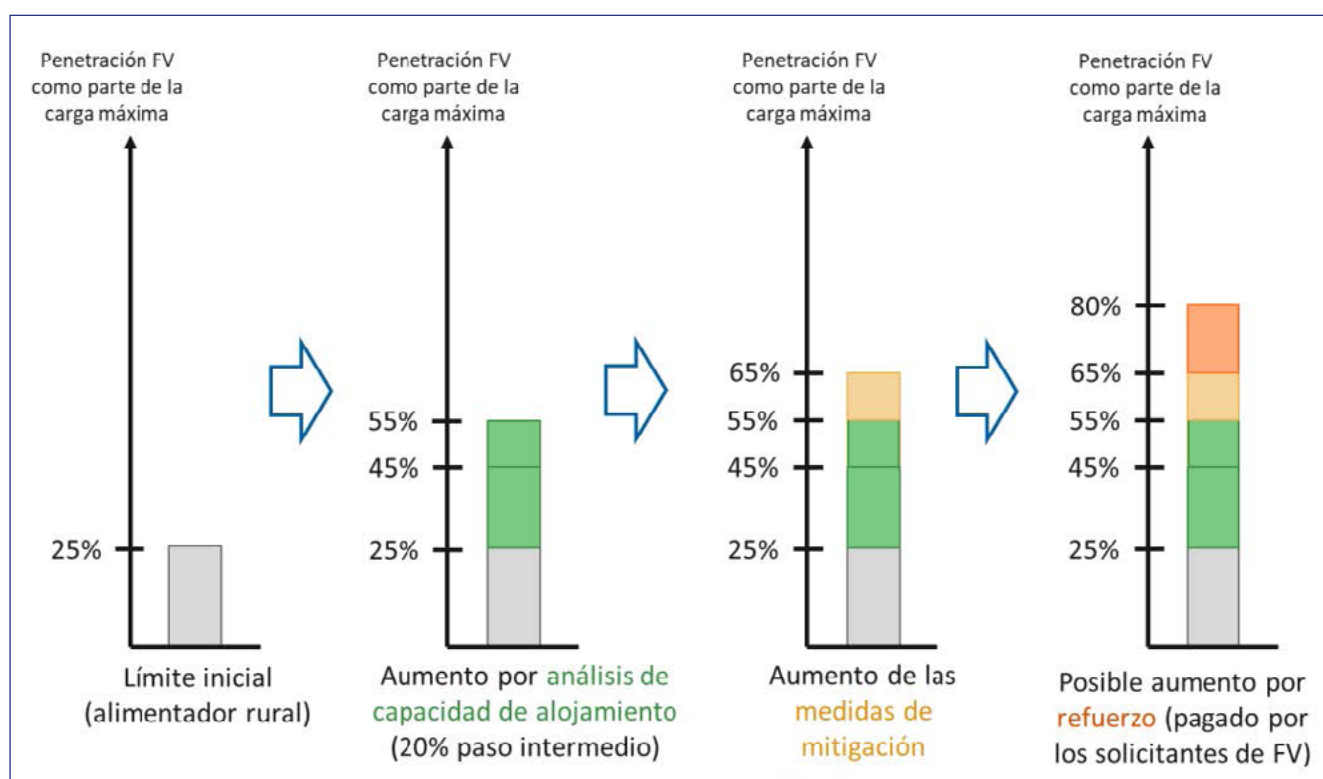 Penetración FV
como parte de la
carga máxima
25%
Límite inicial
(alimentador rural)
Penetración FV
como parte de la
carga máxima
55%
45%
25%
Aumento por análisis de
capacidad de alojamiento
(20% paso intermedio)
Penetración FV
como parte de la
carga máxima
65%
55%
45%
25%
Aumento de las
medidas de
mitigación
Penetración FV
como parte de la
carga máxima
80%
65%
55%
45%
25%
Posible aumento por
refuerzo (pagado por
los solicitantes de FV)